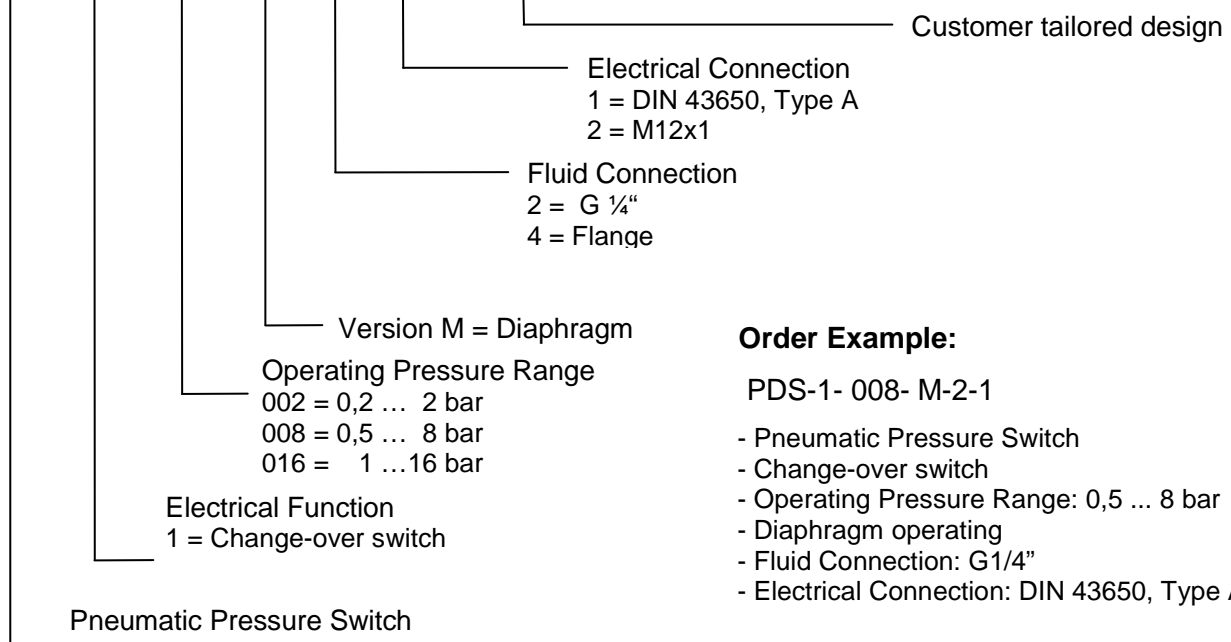 Customer tailored design
Electrical Connection
1 = DIN 43650, Type A
2 = M12x1
Fluid Connection
2 = G ¼“
4 = Flange
Version M = Diaphragm
Operating Pressure Range
002 = 0,2 … 2 bar
008 = 0,5 … 8 bar
016 = 1 …16 bar
Electrical Function
1 = Change-over switch
Pneumatic Pressure Switch
Order Example:
PDS-1- 008- M-2-1
- Pneumatic Pressure Switch
- Change-over switch
- Operating Pressure Range: 0,5 ... 8 bar
- Diaphragm operating
- Fluid Connection: G1/4”
- Electrical Connection: DIN 43650, Type A